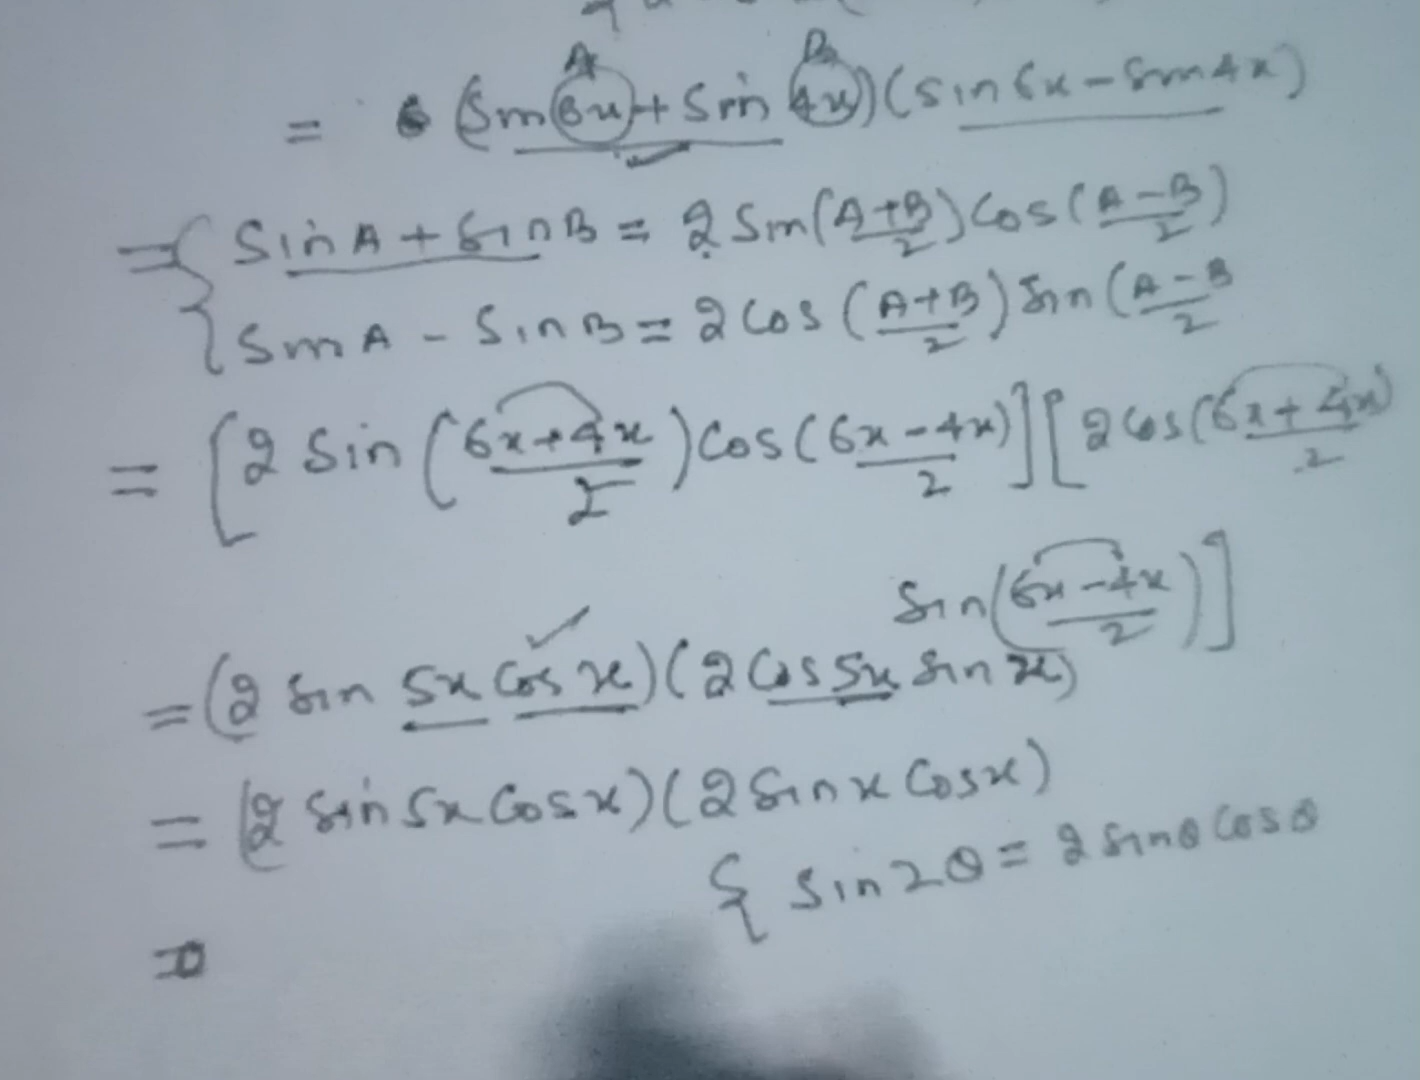 A B
= (Sin 6x + Sin 4x) (sin 6x - sin 4x)
= { Sin A + Sin B = 2 Sin (A+B/2) Cos (A-B/2)
Sin A - Sin B = 2 Cos (A+B/2) Sin (A-B/2
= [2 Sin (6x+4x/2) Cos (6x-4x/2)] [2 Cos (6x+4x/2)
Sin (6x-4x/2)]
= (2 Sin 5x Cos x) (2 Cos 5x Sin x)
= (2 Sin 5x Cos x) (2 Sin x Cos x)
{ Sin 2θ = 2 Sin θ Cos θ
=